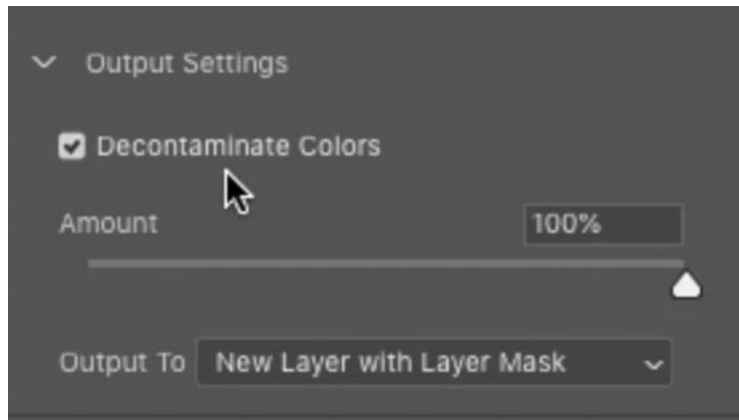 Output Settings
Decontaminate Colors
Amount 100%
Output To New Layer with Layer Mask